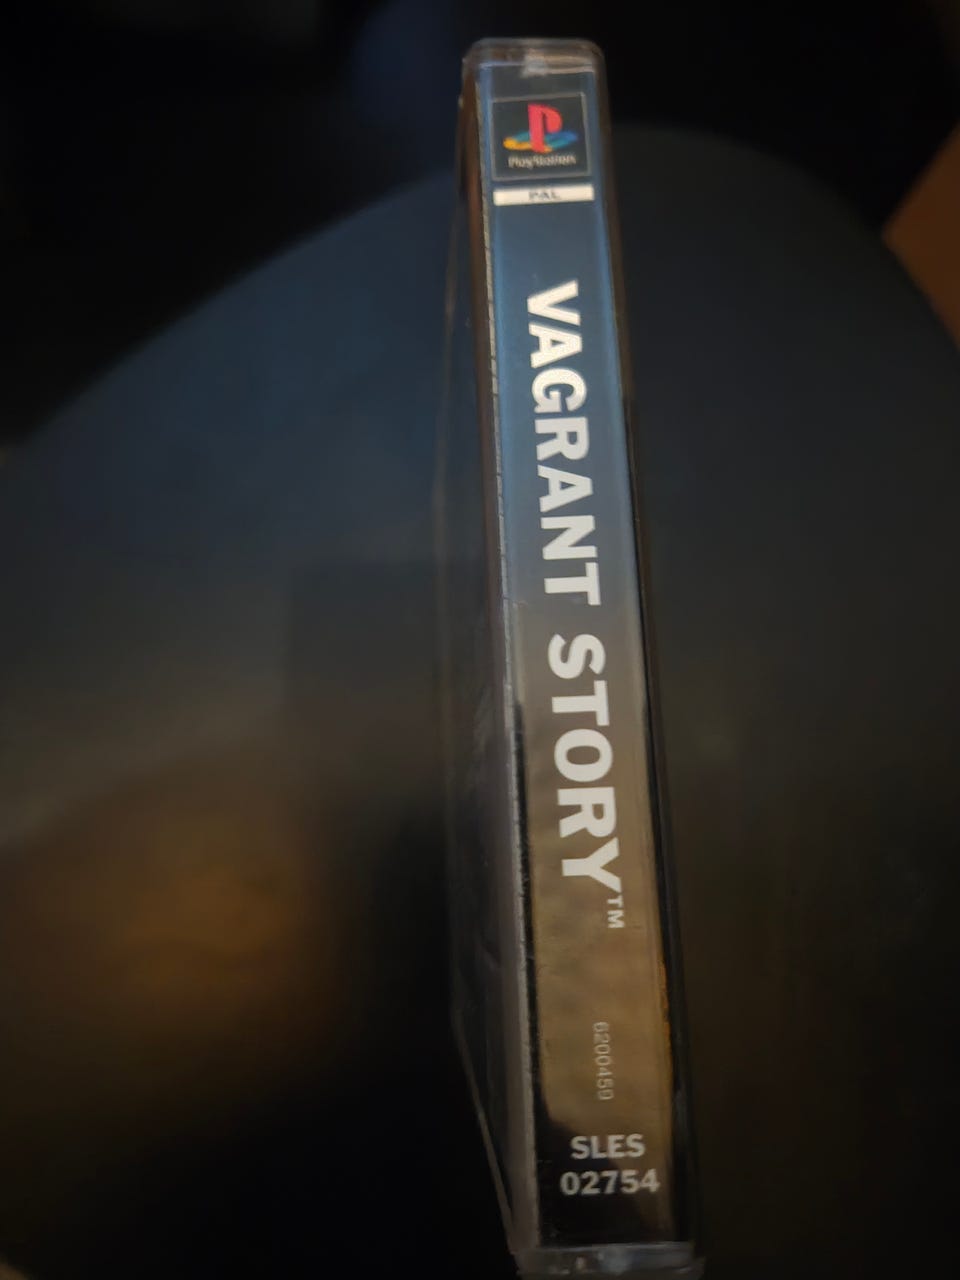 PlayStation
PAL
VAGRANT STORY™
6200459
SLES
02754